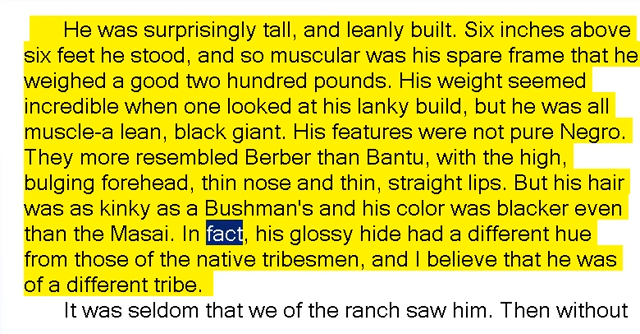 He was surprisingly tall, and leanly built. Six inches above
six feet he stood, and so muscular was his spare frame that he
weighed a good two hundred pounds. His weight seemed
incredible when one looked at his lanky build, but he was all
muscle-a lean, black giant. His features were not pure Negro.
They more resembled Berber than Bantu, with the high,
bulging forehead, thin nose and thin, straight lips. But his hair
was as kinky as a Bushman's and his color was blacker even
than the Masai. In fact, his glossy hide had a different hue
from those of the native tribesmen, and I believe that he was
of a different tribe.
It was seldom that we of the ranch saw him. Then without